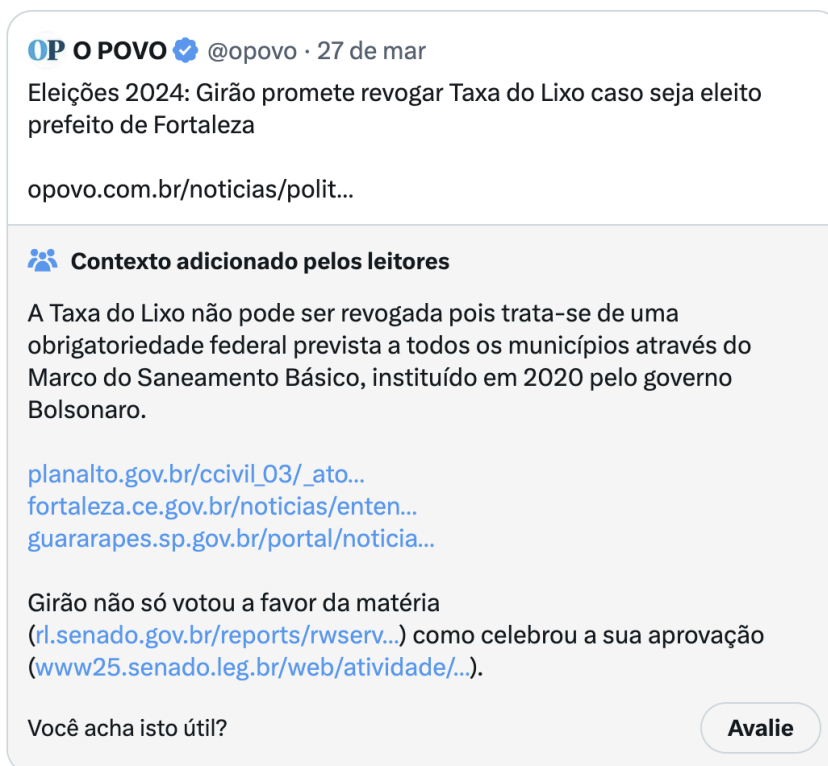 OP O POVO @opovo · 27 de mar
Eleições 2024: Girão promete revogar Taxa do Lixo caso seja eleito
prefeito de Fortaleza
opovo.com.br/noticias/polit...
Contexto adicionado pelos leitores
A Taxa do Lixo não pode ser revogada pois trata-se de uma
obrigatoriedade federal prevista a todos os municípios através do
Marco do Saneamento Básico, instituído em 2020 pelo governo
Bolsonaro.
planalto.gov.br/ccivil_03/_ato...
fortaleza.ce.gov.br/noticias/enten...
guararapes.sp.gov.br/portal/noticia...
Girão não só votou a favor da matéria
(rl.senado.gov.br/reports/rwserv...) como celebrou a sua aprovação
(www25.senado.leg.br/web/atividade/...).
Você acha isto útil?
Avalie